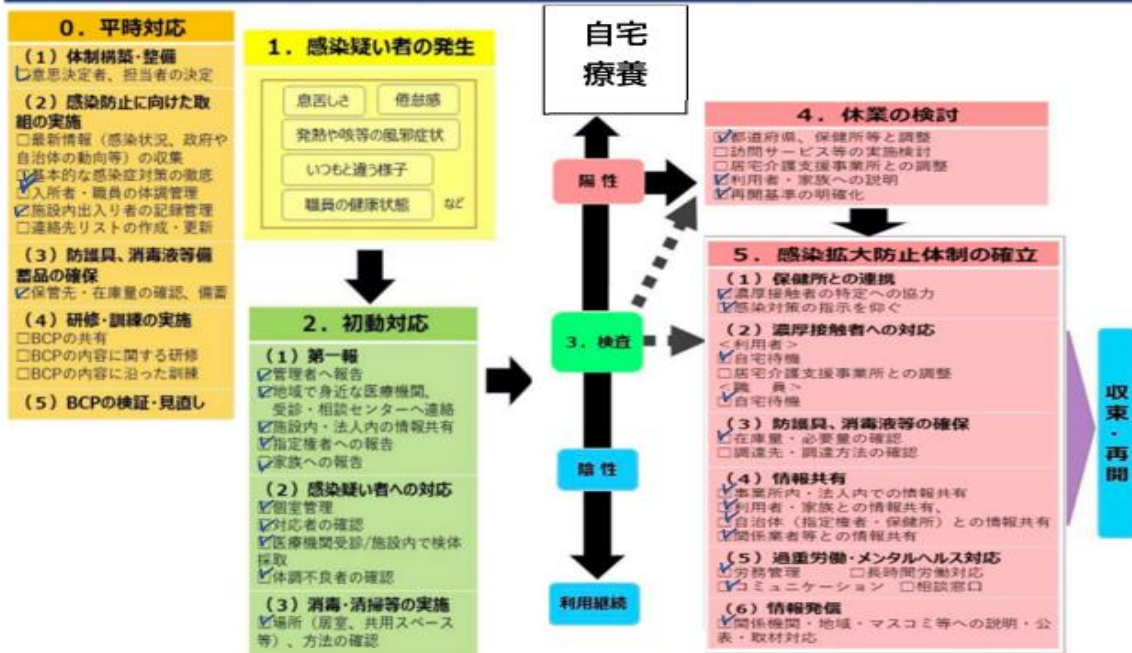 0．平時対応
（1）体制構築・整備
☑意思決定者、担当者の決定
（2）感染防止に向けた取
組の実施
□最新情報（感染状況、政府や
自治体の動向等）の収集
☑基本的な感染症対策の徹底
☑入所者・職員の体調管理
☑施設内出入り者の記録管理
□連絡先リストの作成・更新
（3）防護具、消毒液等備
蓄品の確保
☑保管先・在庫量の確認、備蓄
（4）研修・訓練の実施
□BCPの共有
□BCPの内容に関する研修
□BCPの内容に沿った訓練
（5）BCPの検証・見直し
1．感染疑い者の発生
息苦しさ
倦怠感
発熱や咳等の風邪症状
いつもと違う様子
職員の健康状態
など
2．初動対応
（1）第一報
☑管理者へ報告
☑地域で身近な医療機関、
受診・相談センターへ連絡
☑施設内・法人内の情報共有
☑指定権者への報告
☑家族への報告
（2）感染疑い者への対応
☑個室管理
☑対応者の確認
☑医療機関受診/施設内で検体
採取
☑体調不良者の確認
（3）消毒・清掃等の実施
☑場所（居室、共用スペース
等）、方法の確認
自宅
療養
陽性
3．検査
陰性
利用継続
4．休業の検討
☑都道府県、保健所等と調整
□訪問サービス等の実施検討
□居宅介護支援事業所との調整
☑利用者・家族への説明
☑再開基準の明確化
5．感染拡大防止体制の確立
（1）保健所との連携
☑濃厚接触者の特定への協力
☑感染対策の指示を仰ぐ
（2）濃厚接触者への対応
＜利用者＞
☑自宅待機
□居宅介護支援事業所との調整
＜職　員＞
☑自宅待機
（3）防護具、消毒液等の確保
☑在庫量・必要量の確認
□調達先・調達方法の確認
（4）情報共有
☑事業所内・法人内での情報共有
☑利用者・家族との情報共有、
☑自治体（指定権者・保健所）との情報共有
☑関係業者等との情報共有
（5）過重労働・メンタルヘルス対応
☑労務管理　□長時間労働対応
☑コミュニケーション　□相談窓口
（6）情報発信
☑関係機関・地域・マスコミ等への説明・公
表・取材対応
収束・再開